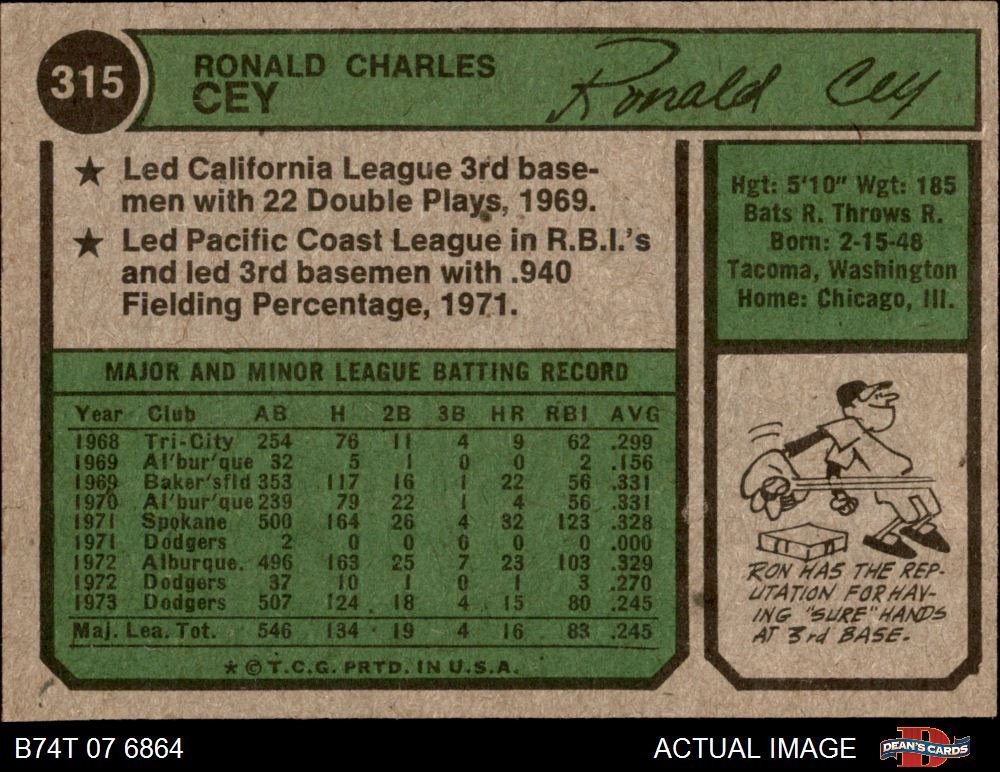 315
RONALD CHARLES
CEY
Ronald Cey
★ Led California League 3rd base-
men with 22 Double Plays, 1969.
★ Led Pacific Coast League in R.B.I.'s
and led 3rd basemen with .940
Fielding Percentage, 1971.
Hgt: 5'10" Wgt: 185
Bats R. Throws R.
Born: 2-15-48
Tacoma, Washington
Home: Chicago, Ill.
MAJOR AND MINOR LEAGUE BATTING RECORD
Year Club AB H 2B 3B HR RBI AVG
1968 Tri-City 254 76 11 4 9 62 .299
1969 Al'bur'que 32 5 1 0 0 2 .156
1969 Baker'sfld 353 117 16 1 22 56 .331
1970 Al'bur'que 239 79 22 1 4 56 .331
1971 Spokane 500 164 26 4 32 123 .328
1971 Dodgers 2 0 0 0 0 0 .000
1972 Alburque. 496 163 25 7 23 103 .329
1972 Dodgers 37 10 1 0 1 3 .270
1973 Dodgers 507 124 18 4 15 80 .245
Maj. Lea. Tot. 546 134 19 4 16 83 .245
★ © T.C.G. PRTD. IN U.S.A.
RON HAS THE REP-
UTATION FOR HAV-
ING "SURE" HANDS
AT 3rd BASE.
B74T 07 6864
ACTUAL IMAGE
D
DEAN'S CARDS